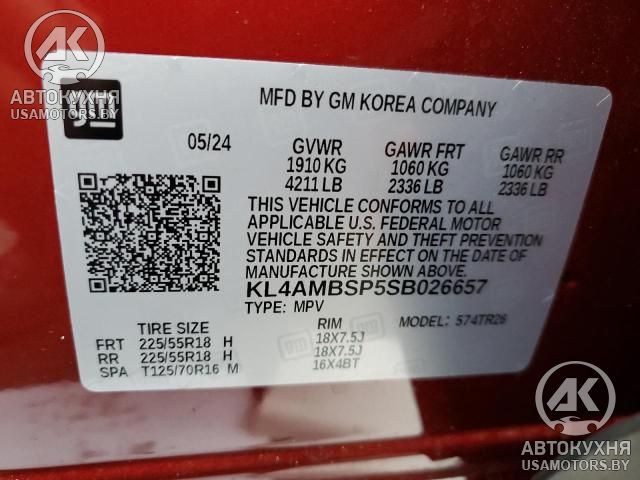 gm
MFD BY GM KOREA COMPANY
05/24
GVWR GAWR FRT GAWR RR
1910 KG 1060 KG 1060 KG
4211 LB 2336 LB 2336 LB
THIS VEHICLE CONFORMS TO ALL
APPLICABLE U.S. FEDERAL MOTOR
VEHICLE SAFETY AND THEFT PREVENTION
STANDARDS IN EFFECT ON THE DATE OF
MANUFACTURE SHOWN ABOVE.
KL4AMBSP5SB026657
TYPE: MPV MODEL: 574TR26
TIRE SIZE RIM
FRT 225/55R18 H 18X7.5J
RR 225/55R18 H 18X7.5J
SPA T125/70R16 M 16X4BT
АК
АВТОКУХНЯ
USAMOTORS.BY
АК
АВТОКУХНЯ
USAMOTORS.BY